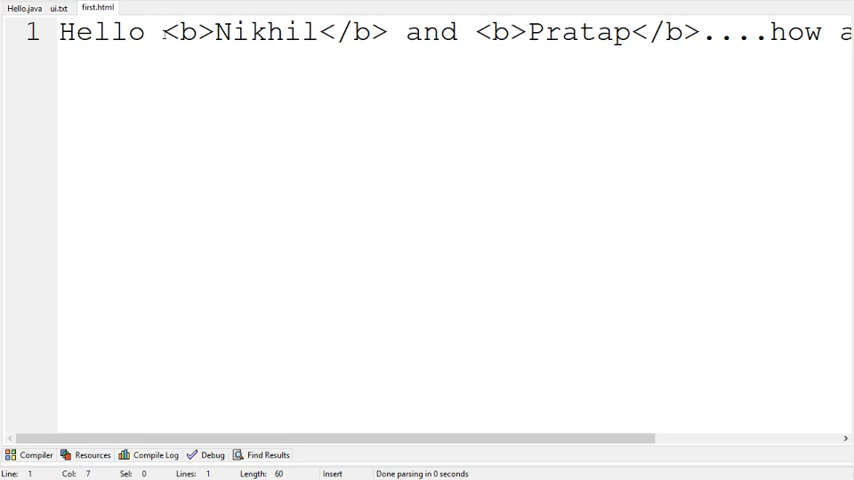 Hello.java ui.txt first.html
1 Hello <b>Nikhil</b> and <b>Pratap</b>....how a
Compiler Resources Compile Log Debug Find Results
Line: 1 Col: 7 Sel: 0 Lines: 1 Length: 60 Insert Done parsing in 0 seconds